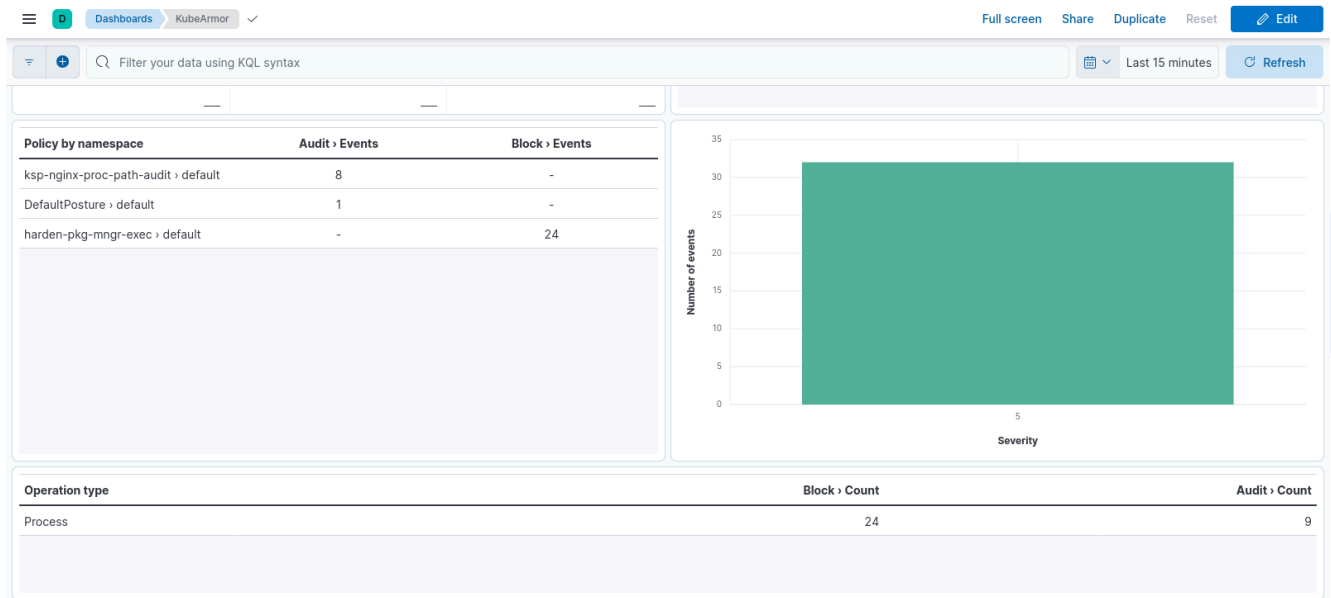 D Dashboards KubeArmor Full screen Share Duplicate Reset Edit
Filter your data using KQL syntax Last 15 minutes Refresh
Policy by namespace Audit › Events Block › Events
ksp-nginx-proc-path-audit › default 8 -
DefaultPosture › default 1 -
harden-pkg-mngr-exec › default - 24
35
30
25
20
15
10
5
0
Number of events
5
Severity
Operation type Block › Count Audit › Count
Process 24 9